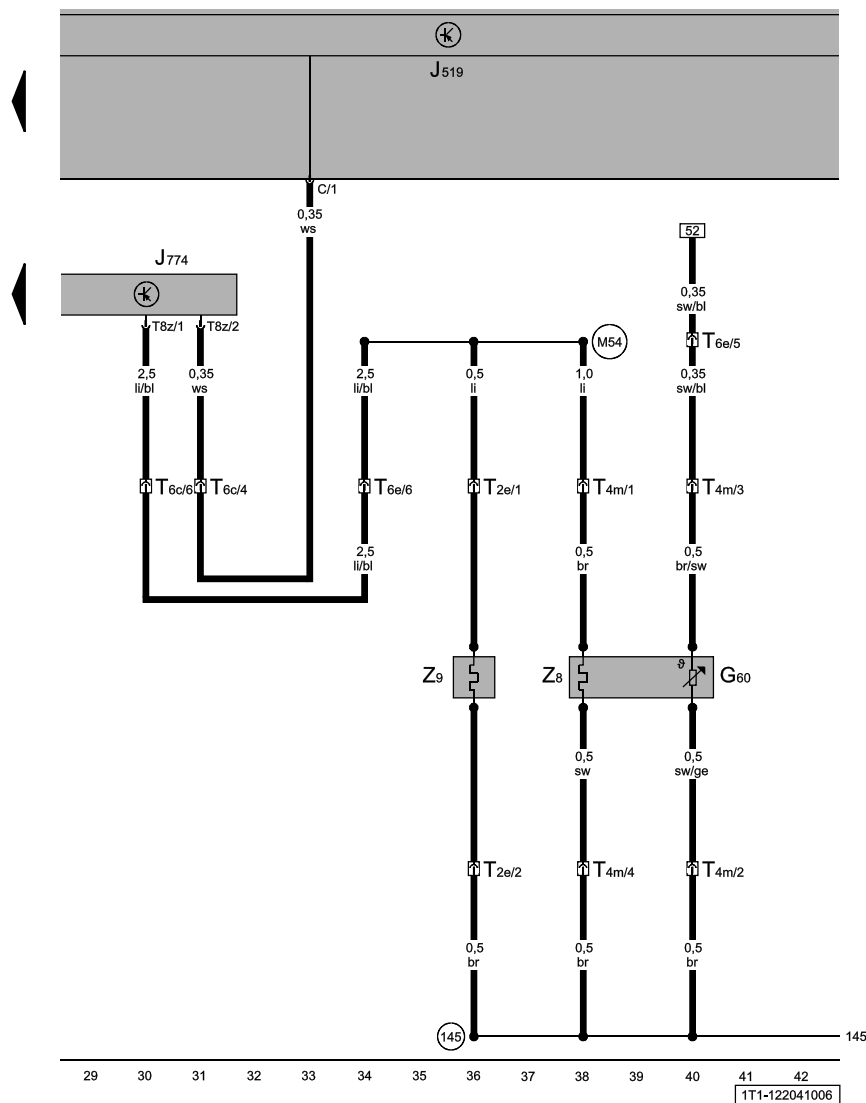 J519
C/1
0,35
ws
52
J774
0,35
sw/bl
T8z/1 T8z/2
M54
T6e/5
2,5
li/bl
0,35
ws
2,5
li/bl
0,5
li
1,0
li
0,35
sw/bl
T6c/6 T6c/4 T6e/6 T2e/1 T4m/1 T4m/3
2,5
li/bl
0,5
br
0,5
br/sw
Z9 Z8 ϑ G60
0,5
sw
0,5
sw/ge
T2e/2 T4m/4 T4m/2
0,5
br
0,5
br
0,5
br
145 145
29 30 31 32 33 34 35 36 37 38 39 40 41 42
1T1-122041006